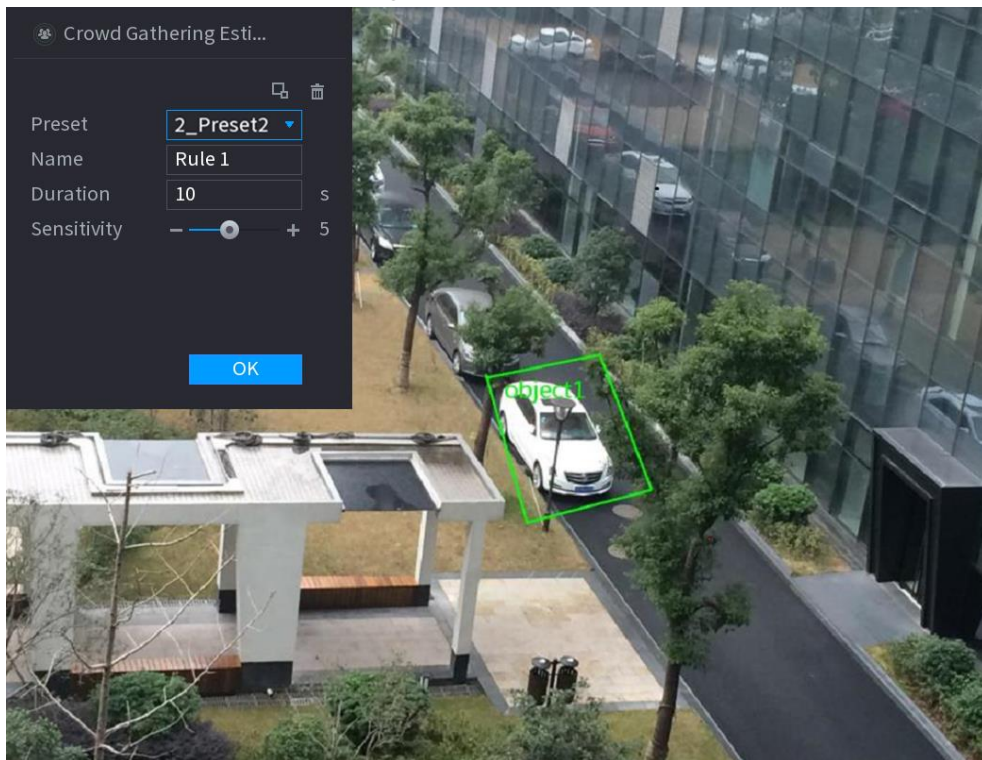 Crowd Gathering Esti...
Preset 2_Preset2
Name Rule 1
Duration 10 s
Sensitivity - + 5
OK
object1